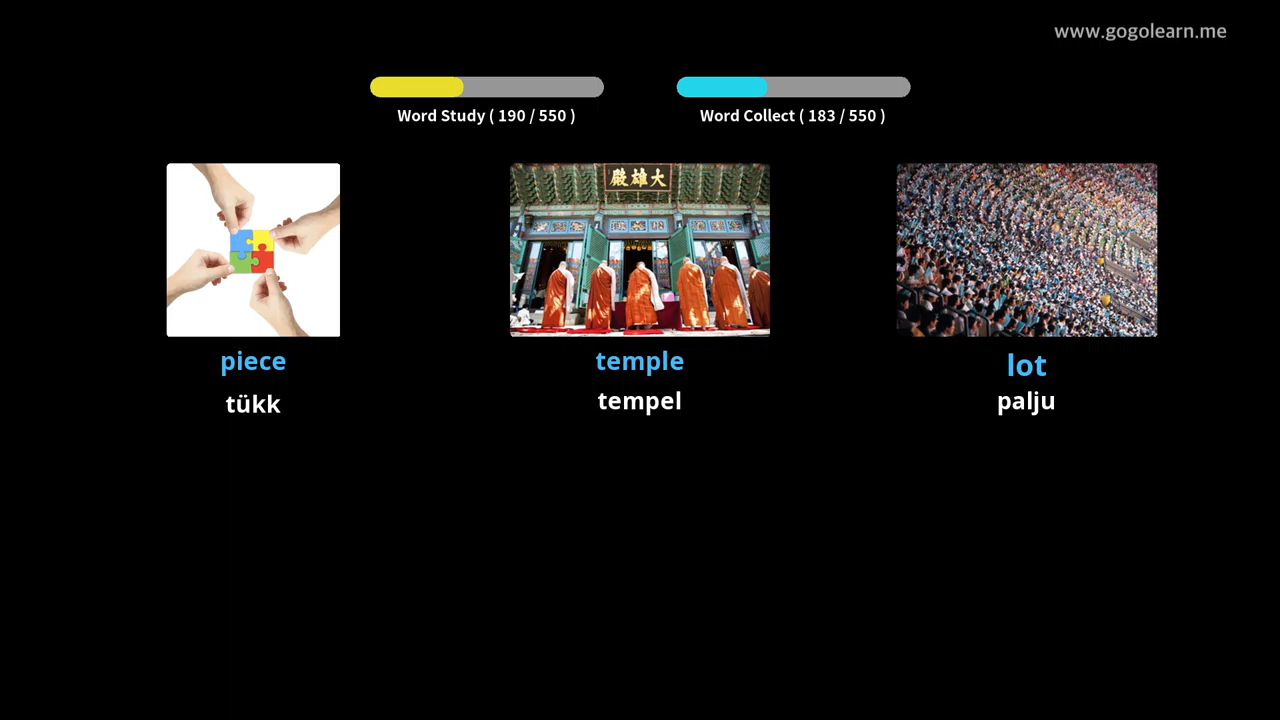 www.gogolearn.me
Word Study ( 190 / 550 )
Word Collect ( 183 / 550 )
殿雄大
piece
temple
lot
tükk
tempel
palju